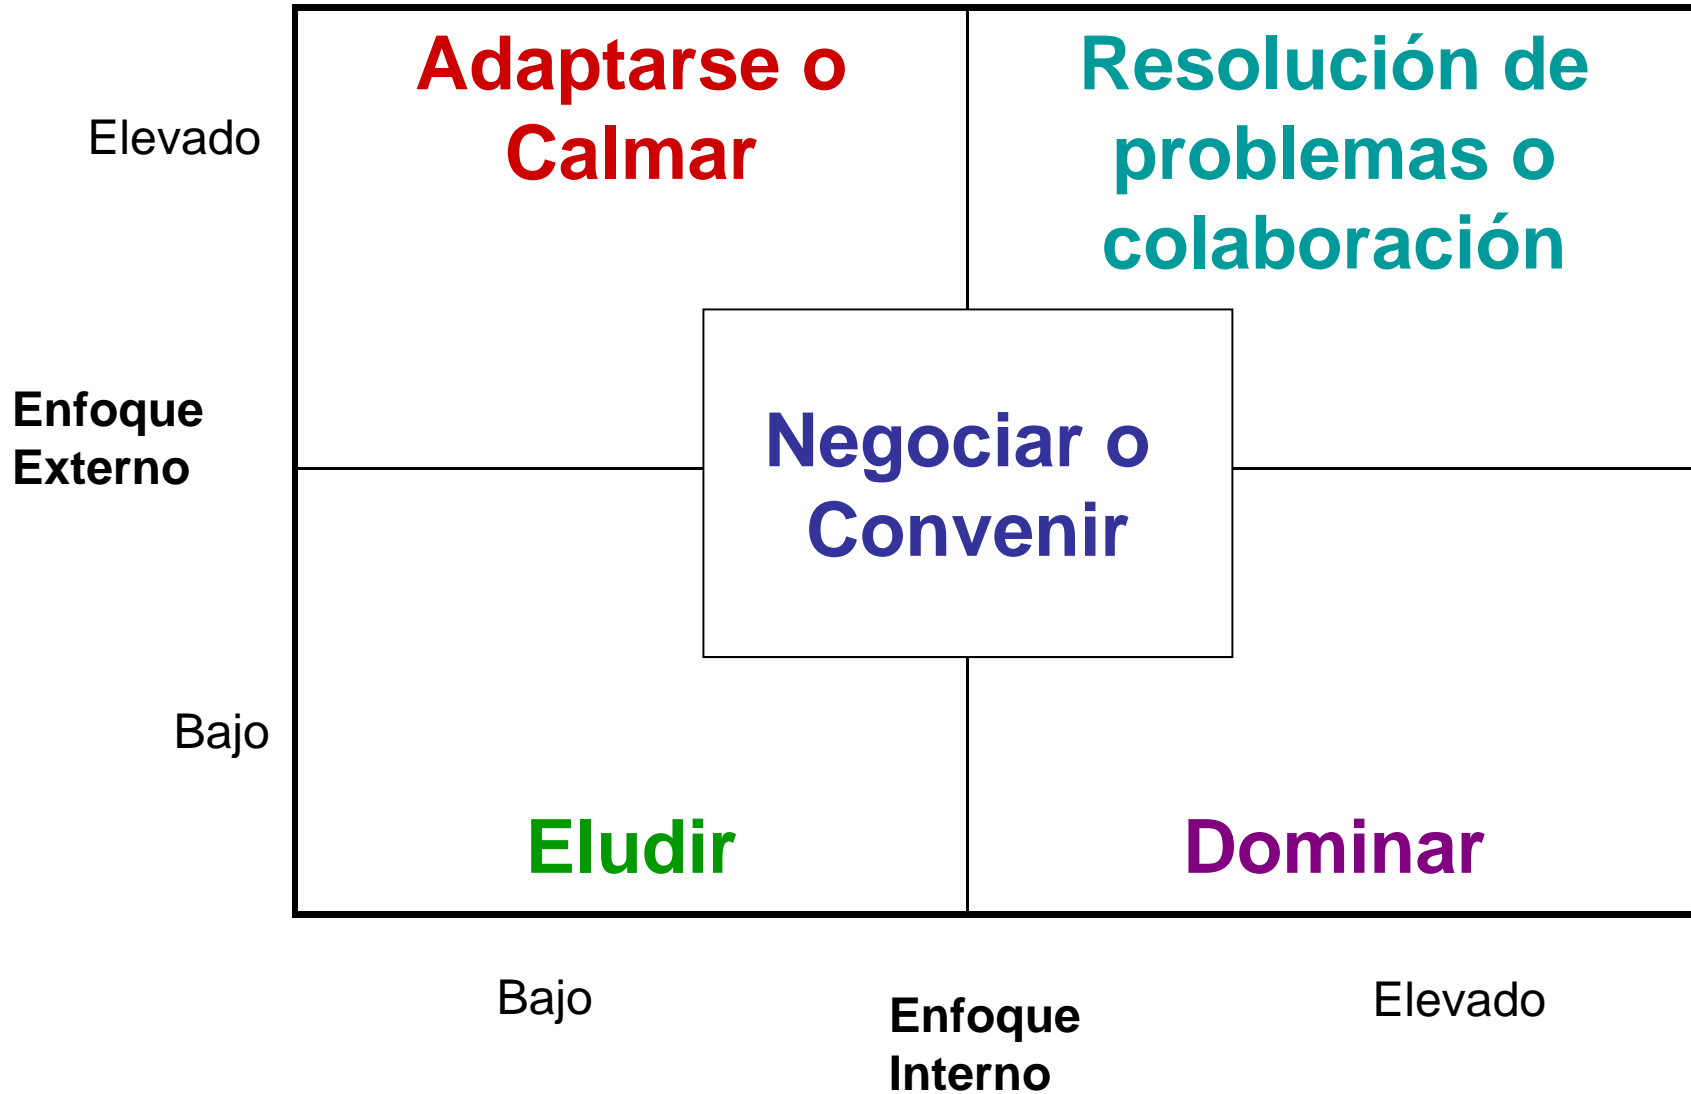 Adaptarse o
Calmar
Resolución de
problemas o
colaboración
Elevado
Enfoque
Externo
Negociar o
Convenir
Bajo
Eludir
Dominar
Bajo
Enfoque
Interno
Elevado